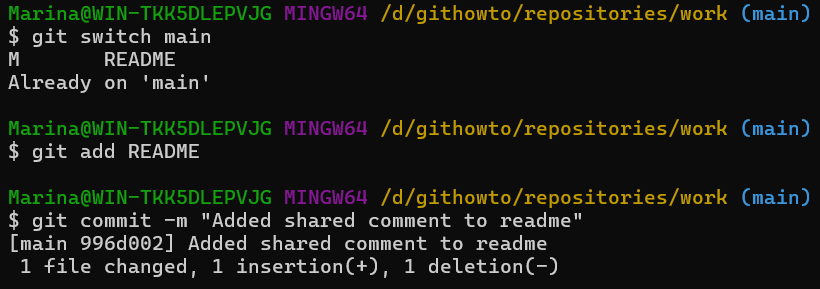 Marina@WIN-TKK5DLEPVJG MINGW64 /d/githowto/repositories/work (main)
$ git switch main
M       README
Already on 'main'
Marina@WIN-TKK5DLEPVJG MINGW64 /d/githowto/repositories/work (main)
$ git add README
Marina@WIN-TKK5DLEPVJG MINGW64 /d/githowto/repositories/work (main)
$ git commit -m "Added shared comment to readme"
[main 996d002] Added shared comment to readme
 1 file changed, 1 insertion(+), 1 deletion(-)